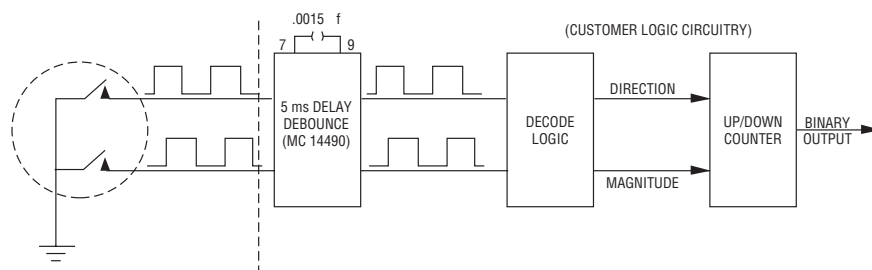 .0015 f
7 9
(CUSTOMER LOGIC CIRCUITRY)
5 ms DELAY
DEBOUNCE
(MC 14490)
DECODE
LOGIC
DIRECTION
MAGNITUDE
UP/DOWN
COUNTER
BINARY
OUTPUT